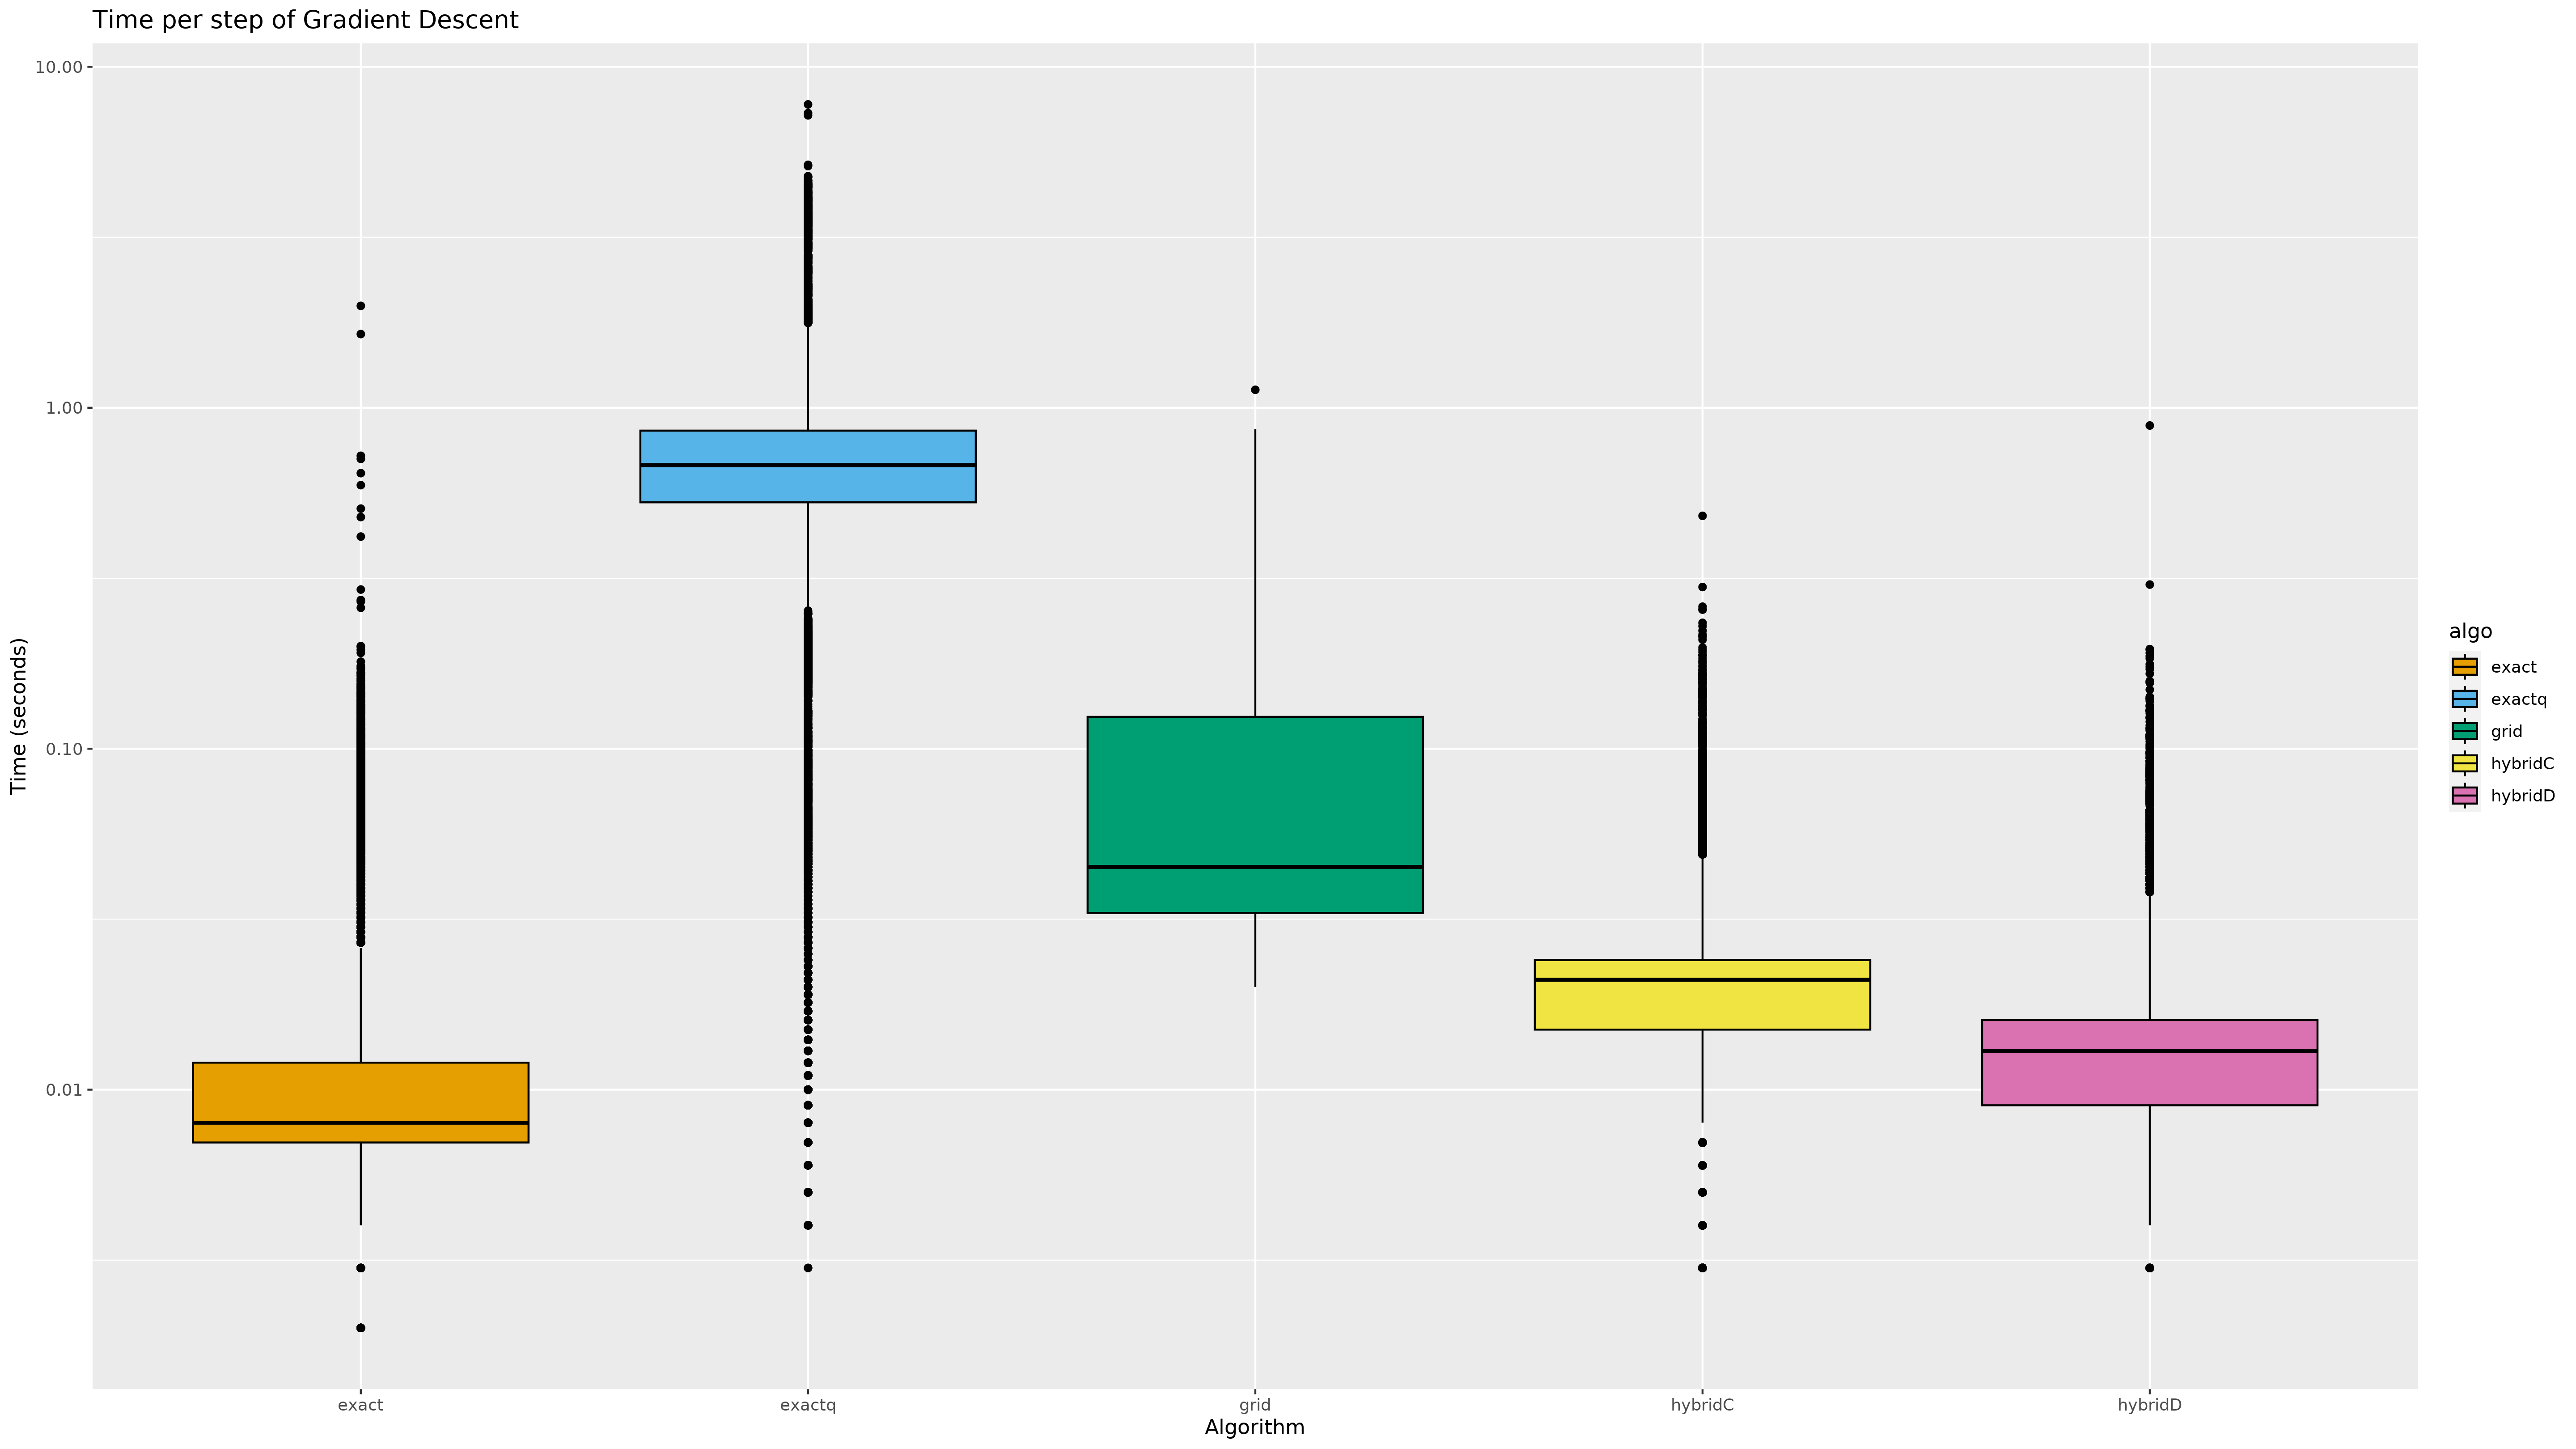 Time per step of Gradient Descent
10.00
1.00
0.10
0.01
Time (seconds)
exact
exactq
grid
hybridC
hybridD
Algorithm
algo
exact
exactq
grid
hybridC
hybridD